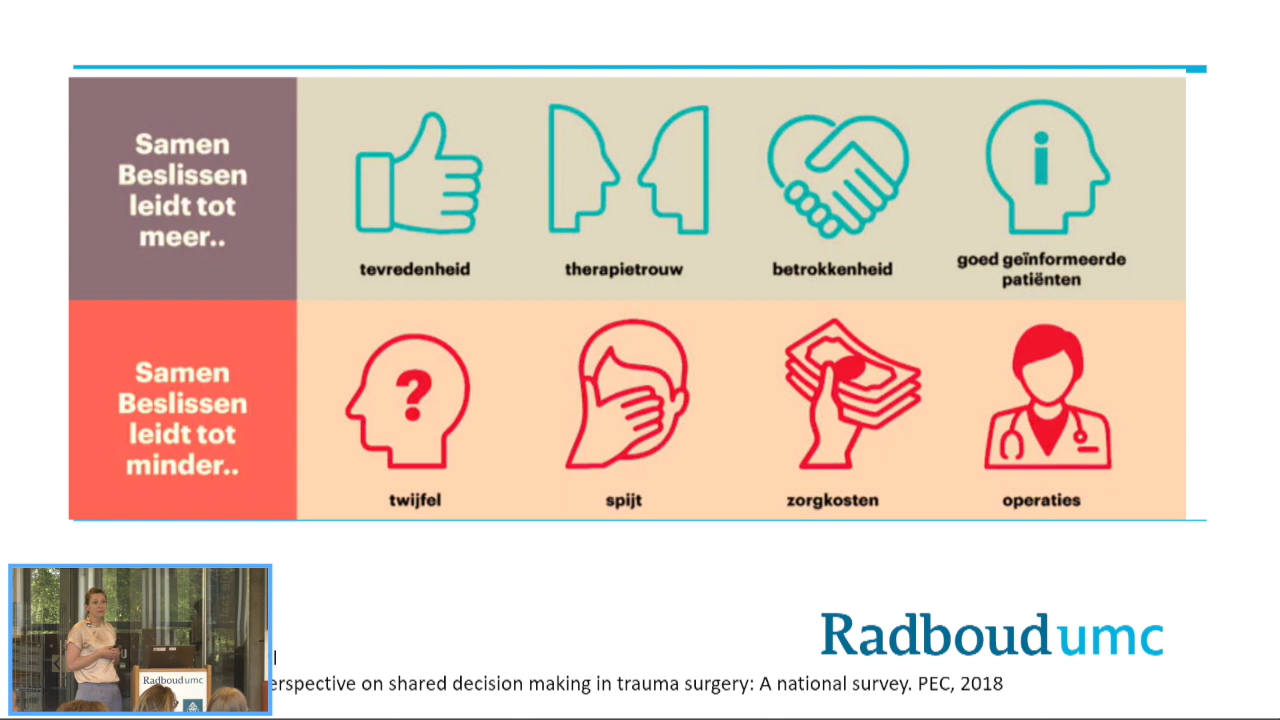 Samen
Beslissen
leidt tot
meer..
tevredenheid
therapietrouw
betrokkenheid
goed geïnformeerde
patiënten
Samen
Beslissen
leidt tot
minder..
twijfel
spijt
zorgkosten
operaties
Radboudumc
Radboudumc
erspective on shared decision making in trauma surgery: A national survey. PEC, 2018